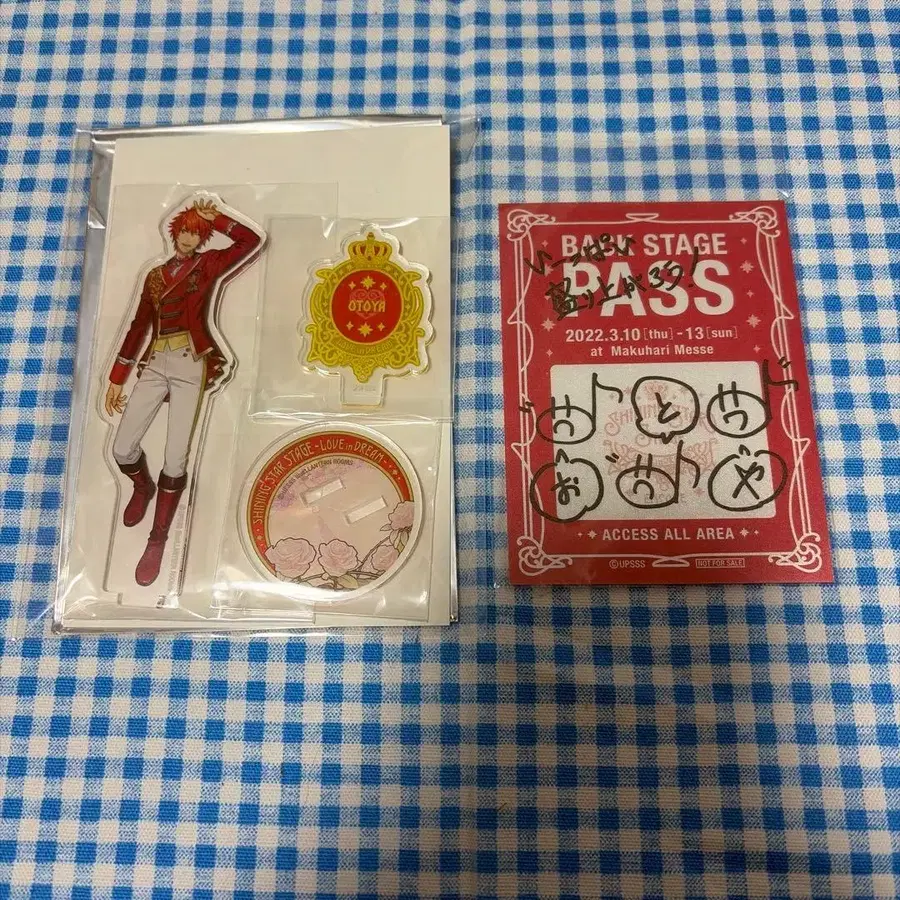 OTOYA
SHINING STAR STAGE -LOVE in DREAM-
BACK STAGE
PASS
いっぱい
盛り上がろう!
2022.3.10[thu]-13[sun]
at Makuhari Messe
SHINING STAR
お と や
ACCESS ALL AREA
©UPSSS
NOT FOR SALE